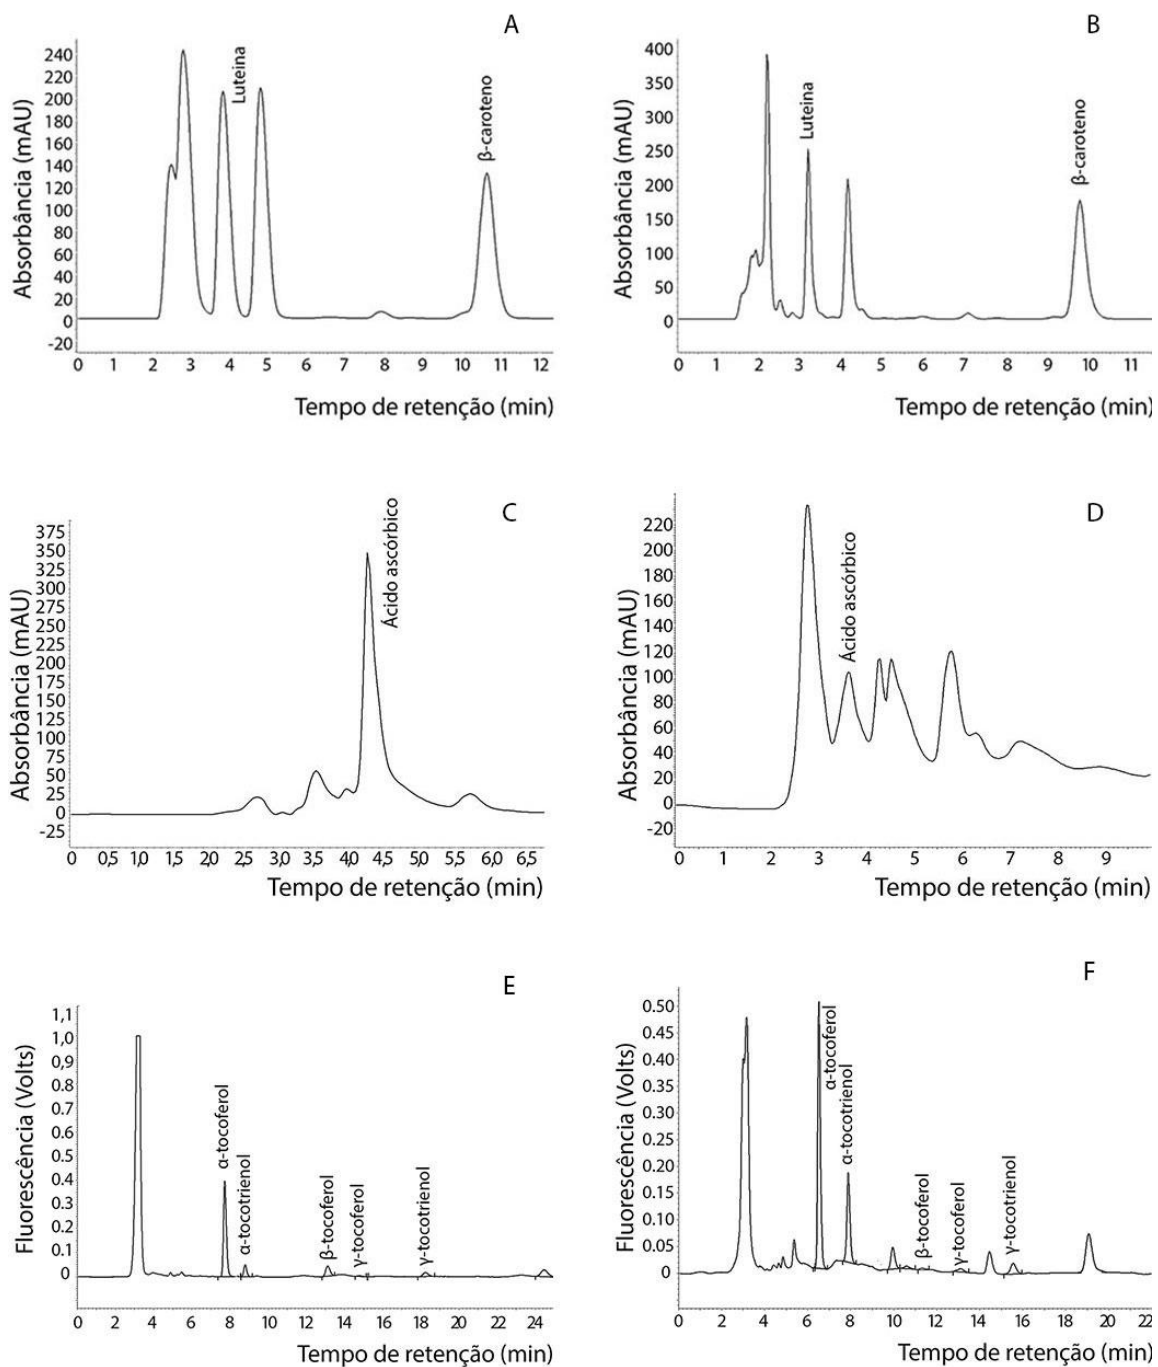 A
Absorbância (mAU)
240
220
200
180
160
140
120
100
80
60
40
20
0
-20
Luteina
β-caroteno
0 1 2 3 4 5 6 7 8 9 10 11 12
Tempo de retenção (min)
B
Absorbância (mAU)
400
350
300
250
200
150
100
50
0
Luteina
β-caroteno
0 1 2 3 4 5 6 7 8 9 10 11
Tempo de retenção (min)
C
Absorbância (mAU)
375
350
325
300
275
250
225
200
175
150
125
100
75
50
25
0
-25
Ácido ascórbico
0 0,5 1,0 1,5 2,0 2,5 3,0 3,5 4,0 4,5 5,0 5,5 6,0 6,5
Tempo de retenção (min)
D
Absorbância (mAU)
220
200
180
160
140
120
100
80
60
40
20
0
-20
Ácido ascórbico
0 1 2 3 4 5 6 7 8 9
Tempo de retenção (min)
E
Fluorescência (Volts)
1,1
1,0
0,9
0,8
0,7
0,6
0,5
0,4
0,3
0,2
0,1
0
α-tocoferol
α-tocotrienol
β-tocoferol
γ-tocoferol
γ-tocotrienol
0 2 4 6 8 10 12 14 16 18 20 22 24
Tempo de retenção (min)
F
Fluorescência (Volts)
0.50
0.45
0.40
0.35
0.30
0.25
0.20
0.15
0.10
0.05
0
α-tocoferol
α-tocotrienol
β-tocoferol
γ-tocoferol
γ-tocotrienol
0 2 4 6 8 10 12 14 16 18 22
Tempo de retenção (min)